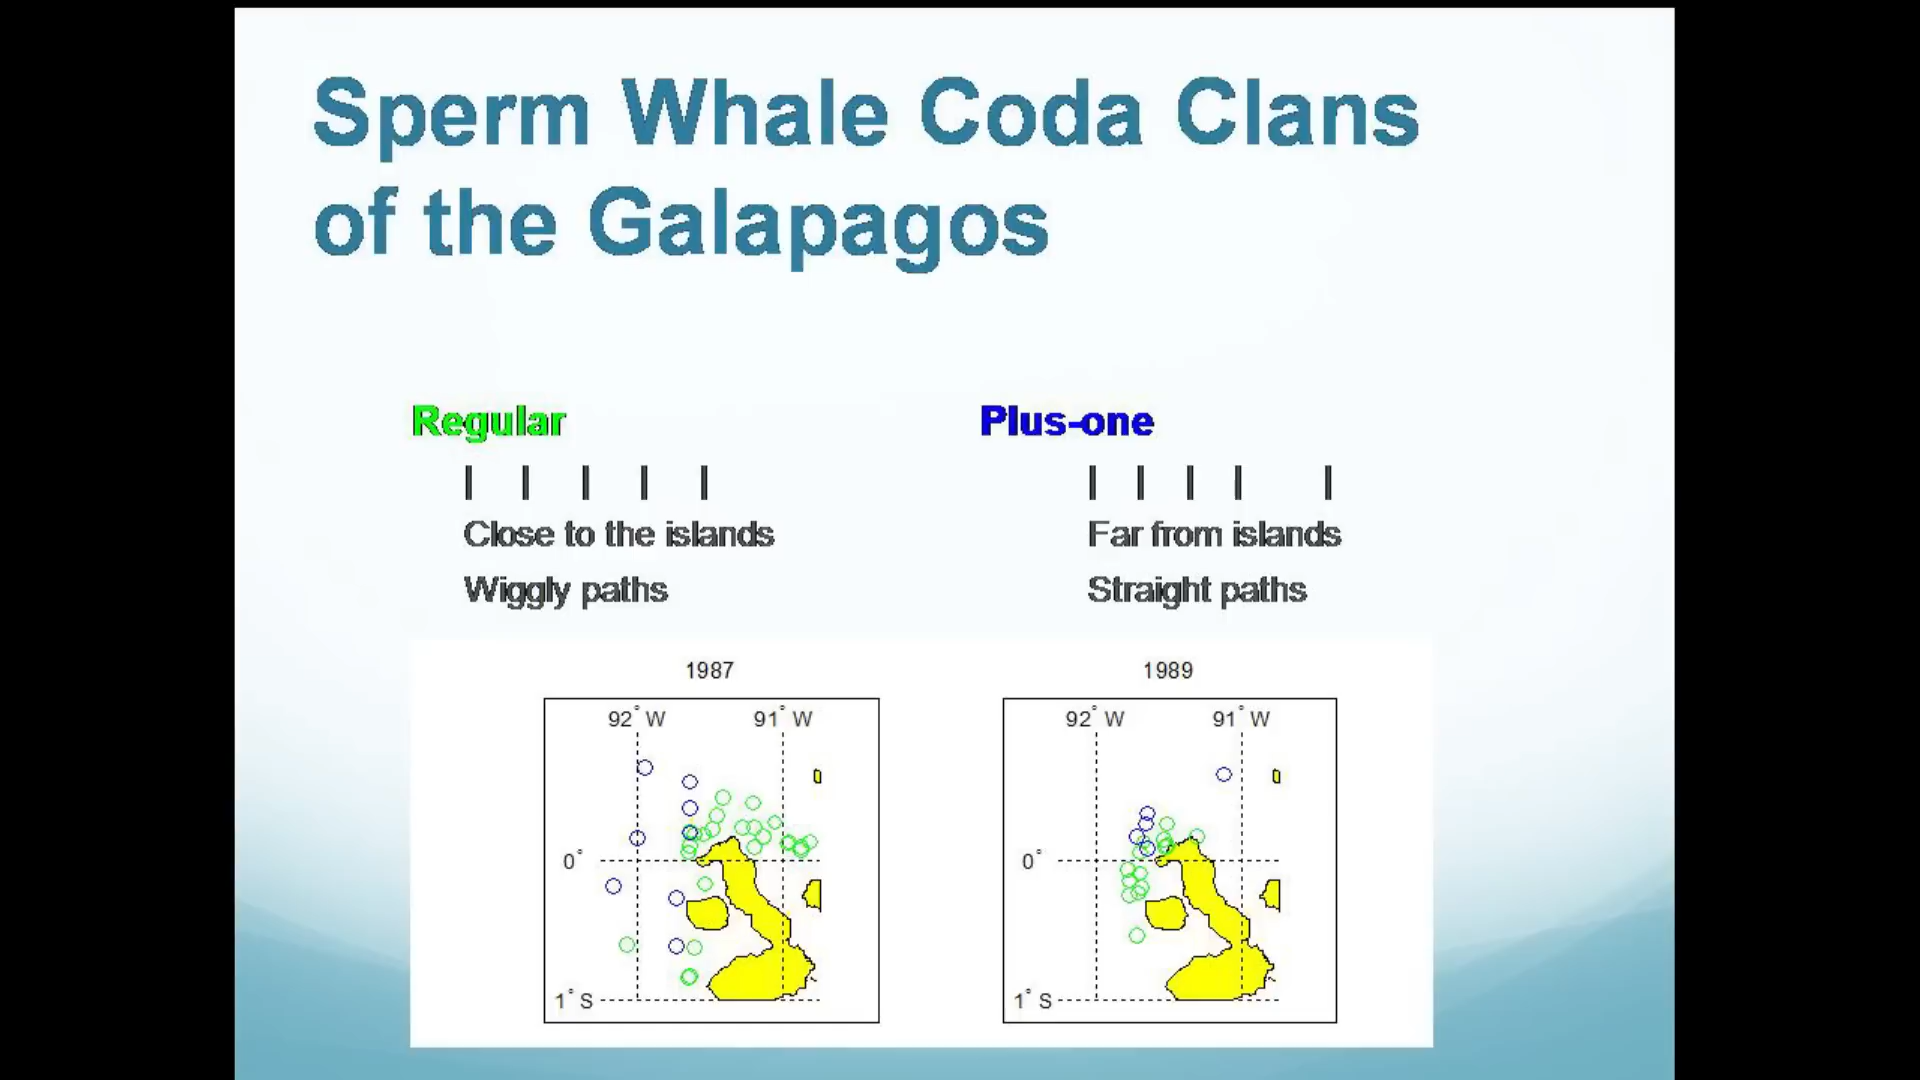 Sperm Whale Coda Clans
of the Galapagos
Regular
Close to the islands
Wiggly paths
Plus-one
Far from islands
Straight paths
1987
92° W 91° W
0°
1° S
1989
92° W 91° W
0°
1° S